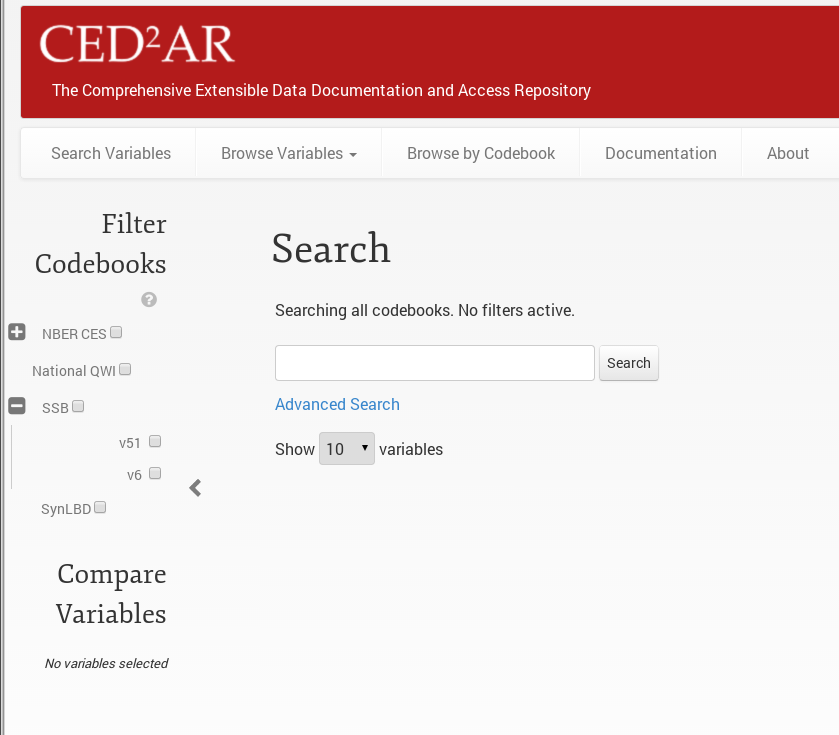 CED²AR
The Comprehensive Extensible Data Documentation and Access Repository
Search Variables Browse Variables Browse by Codebook Documentation About
Filter
Codebooks
?
NBER CES
National QWI
SSB
v51
v6
SynLBD
Compare
Variables
No variables selected
Search
Searching all codebooks. No filters active.
Search
Advanced Search
Show 10 variables